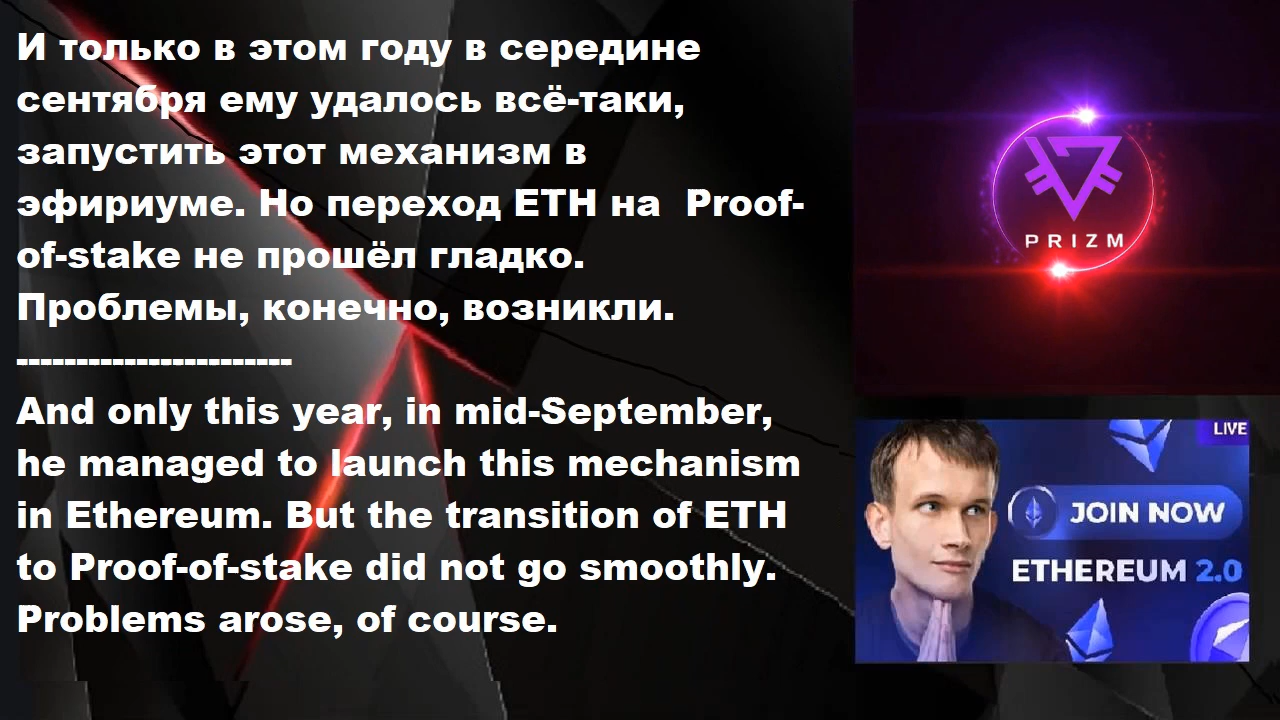 И только в этом году в середине
сентября ему удалось всё-таки,
запустить этот механизм в
эфириуме. Но переход ETH на  Proof-
of-stake не прошёл гладко.
Проблемы, конечно, возникли.
-----------------------
And only this year, in mid-September,
he managed to launch this mechanism
in Ethereum. But the transition of ETH
to Proof-of-stake did not go smoothly.
Problems arose, of course.
PRIZM
LIVE
JOIN NOW
ETHEREUM 2.0